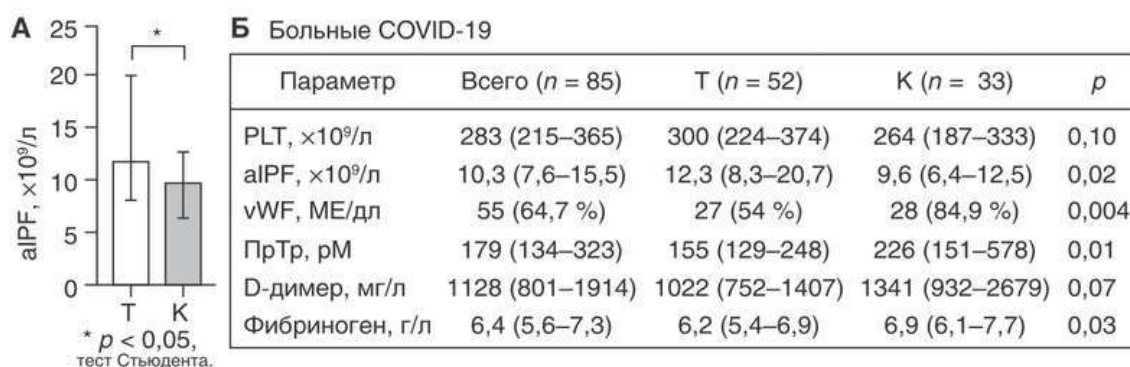 А
25
20
15
10
5
0
aIPF, ×10⁹/л
*
Т
К
* p < 0,05,
тест Стьюдента.
Б Больные COVID-19
Параметр Всего (n = 85) Т (n = 52) К (n = 33) p
PLT, ×10⁹/л 283 (215–365) 300 (224–374) 264 (187–333) 0,10
aIPF, ×10⁹/л 10,3 (7,6–15,5) 12,3 (8,3–20,7) 9,6 (6,4–12,5) 0,02
vWF, МЕ/дл 55 (64,7 %) 27 (54 %) 28 (84,9 %) 0,004
ПрТр, pM 179 (134–323) 155 (129–248) 226 (151–578) 0,01
D-димер, мг/л 1128 (801–1914) 1022 (752–1407) 1341 (932–2679) 0,07
Фибриноген, г/л 6,4 (5,6–7,3) 6,2 (5,4–6,9) 6,9 (6,1–7,7) 0,03